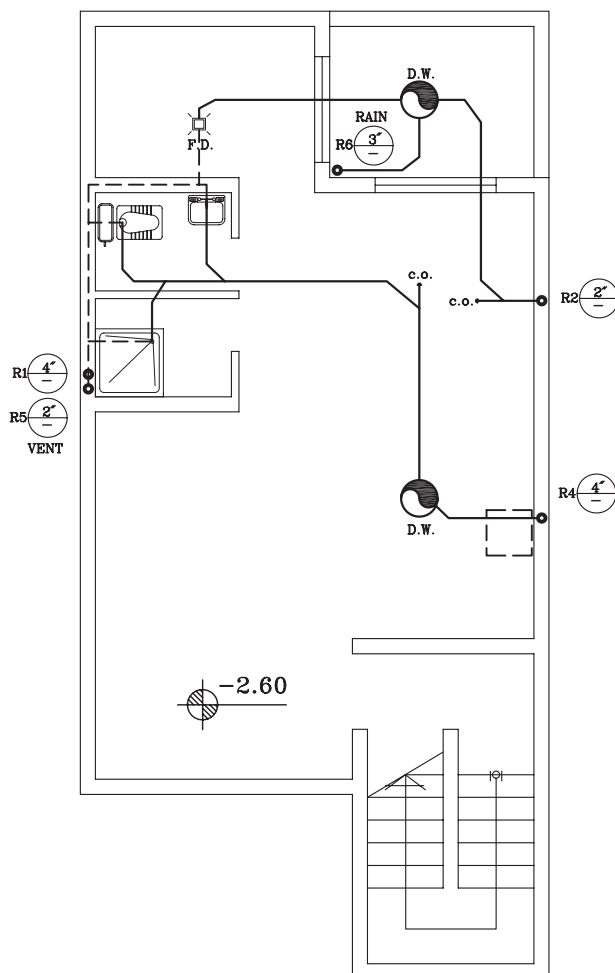 D.W.
RAIN
R6 3″
F.D.
c.o.
c.o.
R2 2″
R1 4″
R5 2″
VENT
R4 4″
D.W.
-2.60